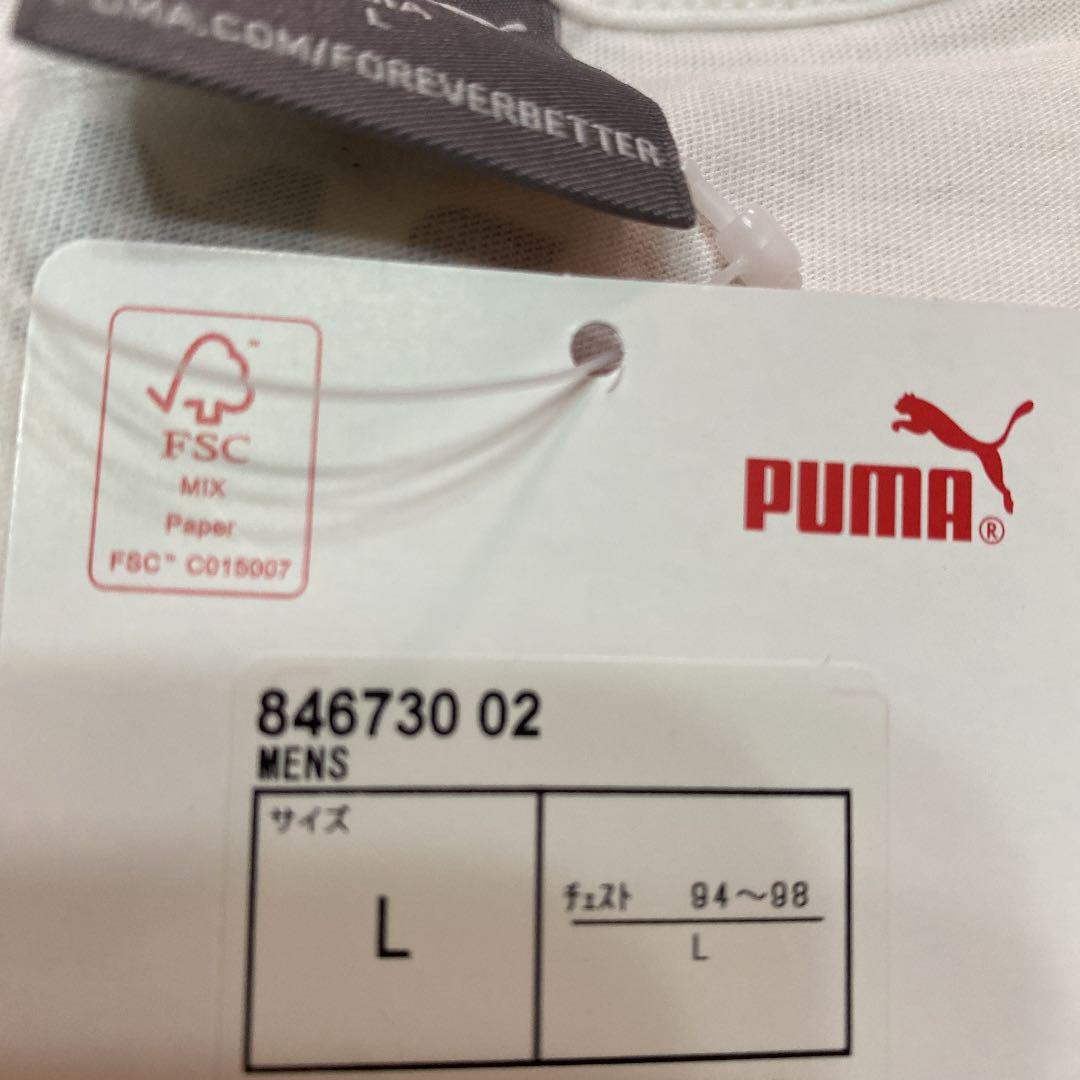 L
PUMA.COM/FOREVERBETTER
FSC
MIX
Paper
FSC™ C015007
PUMA®
846730 02
MENS
サイズ
L
チェスト 94～98
L